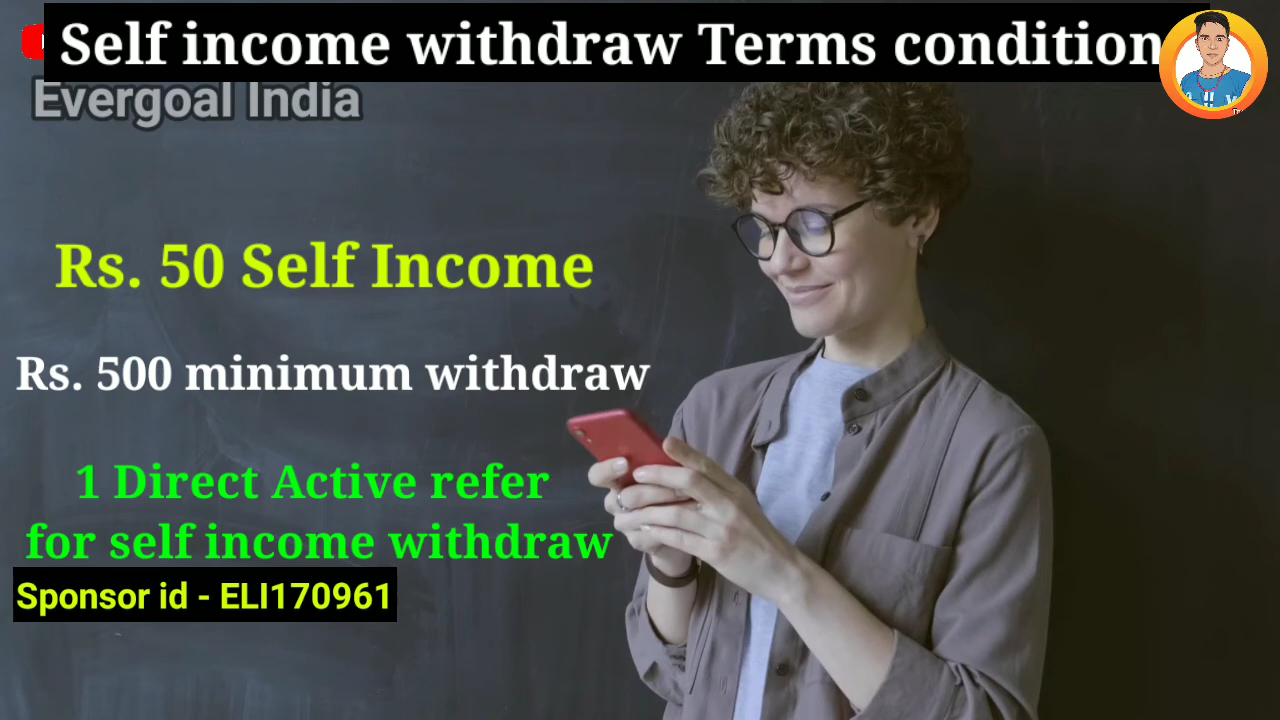 Self income withdraw Terms condition
Evergoal India
Rs. 50 Self Income
Rs. 500 minimum withdraw
1 Direct Active refer
for self income withdraw
Sponsor id - ELI170961